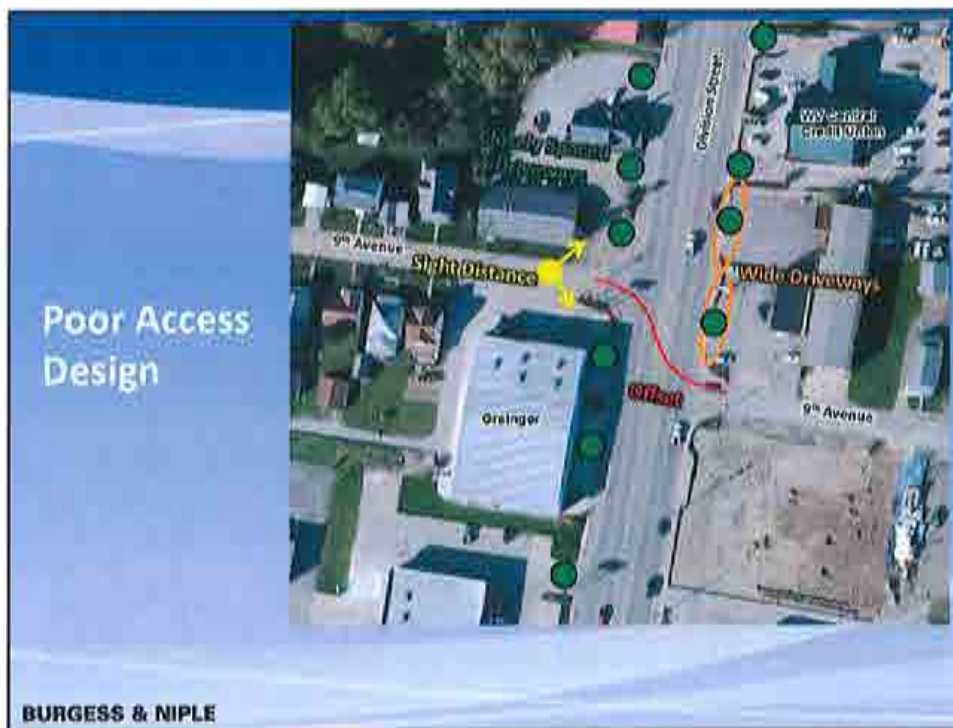 Poor Access
Design
Division Street
WV Central
Credit Union
9th Avenue
Sight Distance
Wide Driveways
Offset
Grainger
9th Avenue
BURGESS & NIPLE